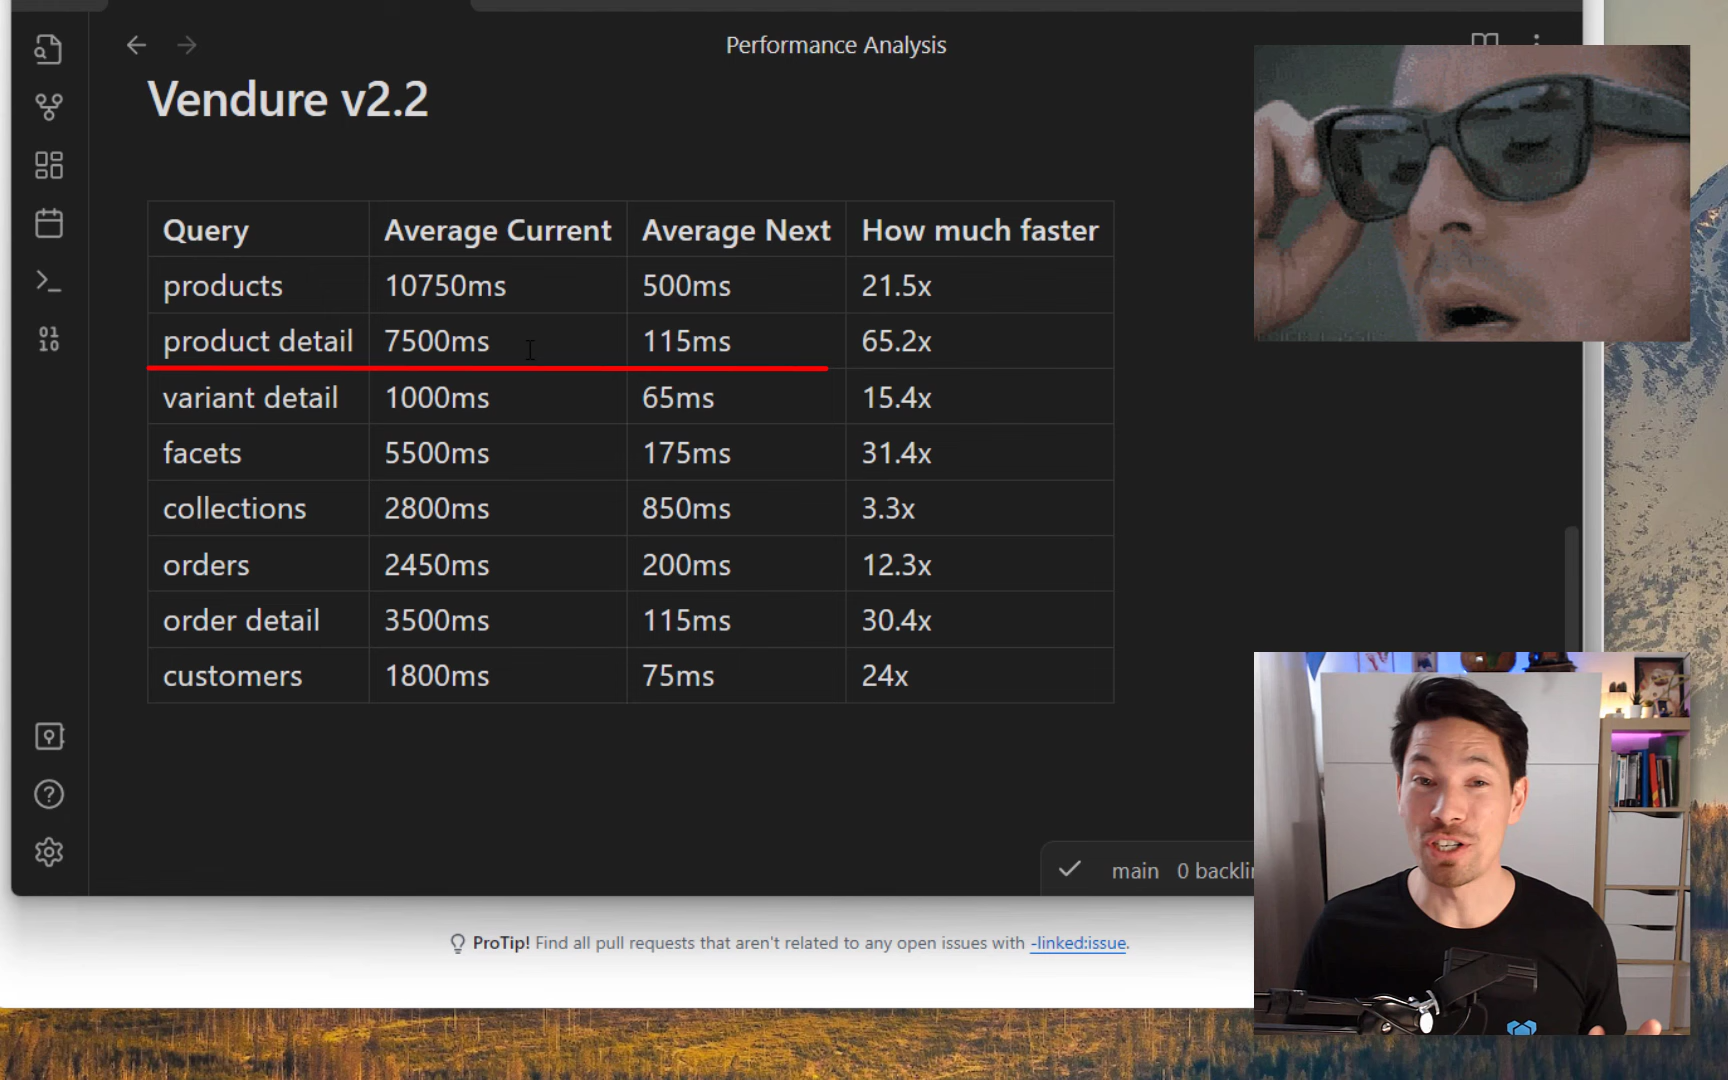 Performance Analysis
Vendure v2.2
Query Average Current Average Next How much faster
products 10750ms 500ms 21.5x
product detail 7500ms 115ms 65.2x
variant detail 1000ms 65ms 15.4x
facets 5500ms 175ms 31.4x
collections 2800ms 850ms 3.3x
orders 2450ms 200ms 12.3x
order detail 3500ms 115ms 30.4x
customers 1800ms 75ms 24x
main 0 backlin
ProTip! Find all pull requests that aren't related to any open issues with -linked:issue.